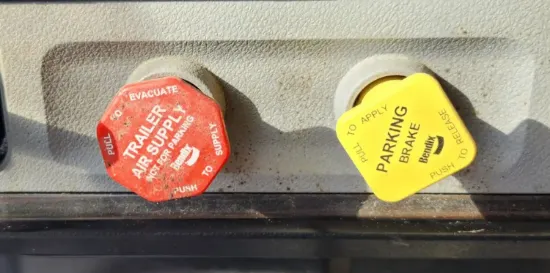 PULL TO EVACUATE
TRAILER
AIR SUPPLY
NOT FOR PARKING
Bendix
PUSH TO SUPPLY
PULL TO APPLY
PARKING
BRAKE
Bendix
PUSH TO RELEASE